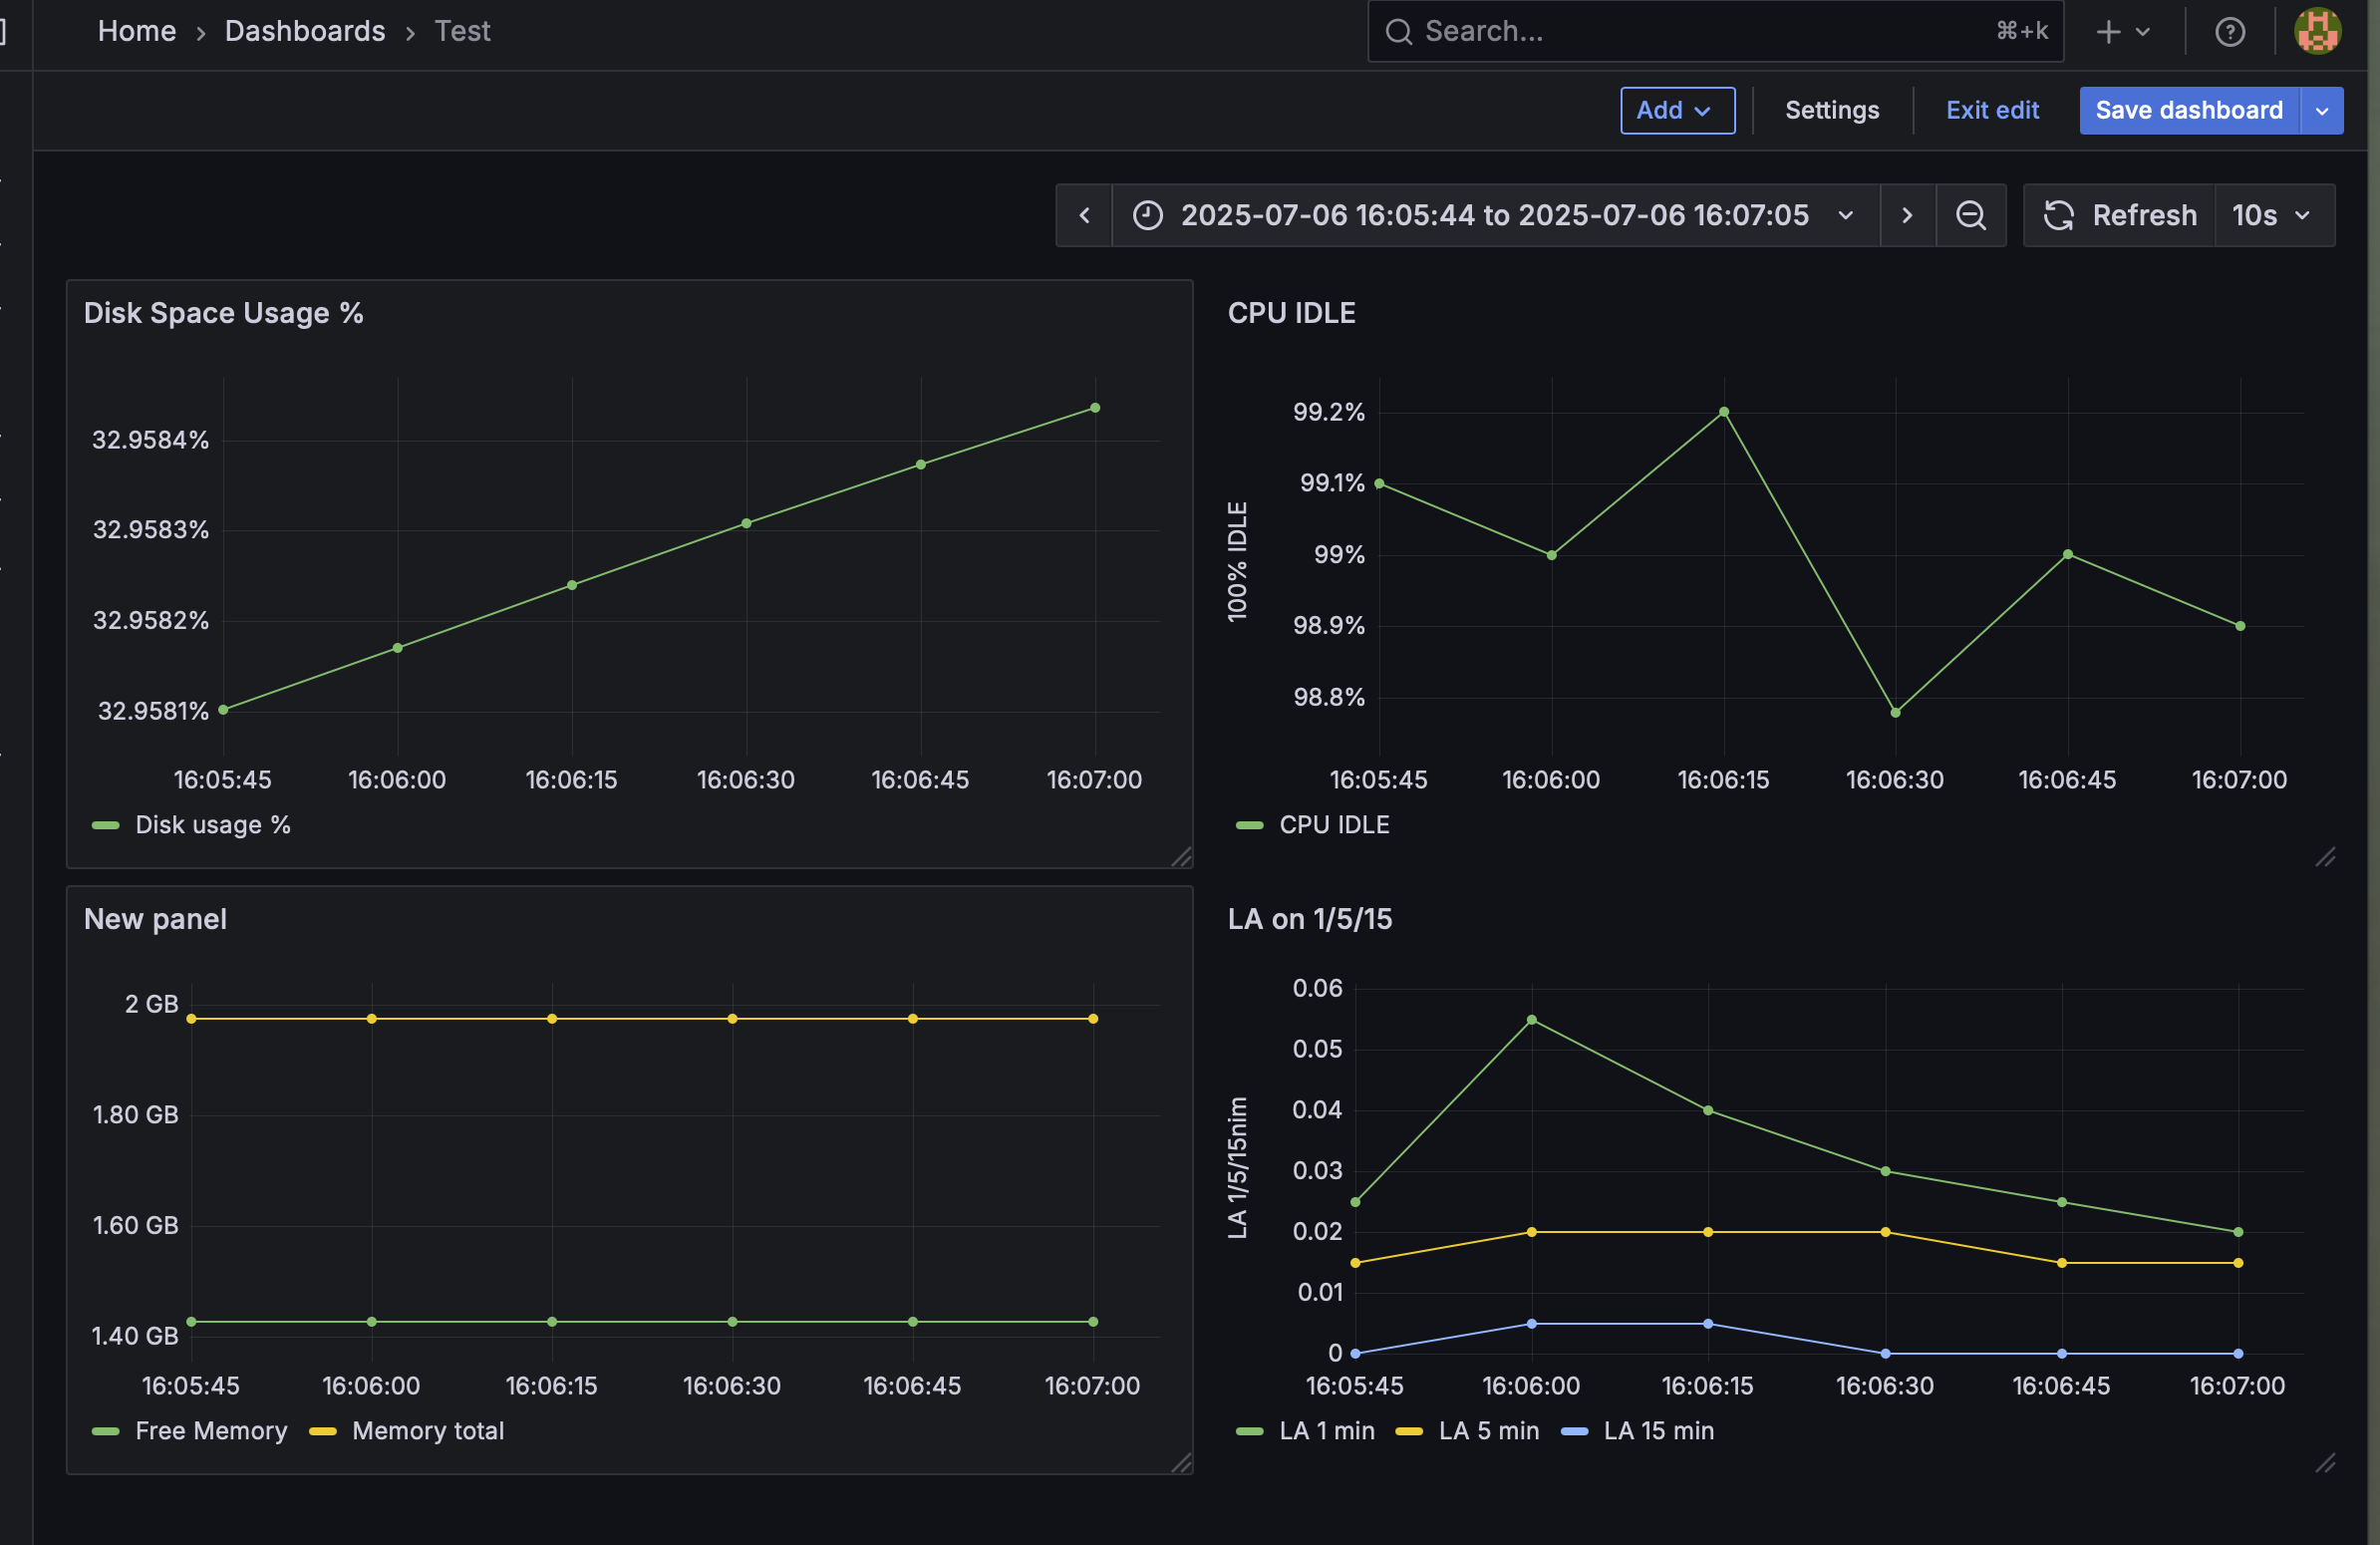 Home › Dashboards › Test
Search...
⌘+k
Add
Settings
Exit edit
Save dashboard
2025-07-06 16:05:44 to 2025-07-06 16:07:05
Refresh
10s
Disk Space Usage %
32.9584%
32.9583%
32.9582%
32.9581%
16:05:45 16:06:00 16:06:15 16:06:30 16:06:45 16:07:00
Disk usage %
CPU IDLE
100% IDLE
99.2%
99.1%
99%
98.9%
98.8%
16:05:45 16:06:00 16:06:15 16:06:30 16:06:45 16:07:00
CPU IDLE
New panel
2 GB
1.80 GB
1.60 GB
1.40 GB
16:05:45 16:06:00 16:06:15 16:06:30 16:06:45 16:07:00
Free Memory Memory total
LA on 1/5/15
LA 1/5/15nim
0.06
0.05
0.04
0.03
0.02
0.01
0
16:05:45 16:06:00 16:06:15 16:06:30 16:06:45 16:07:00
LA 1 min LA 5 min LA 15 min